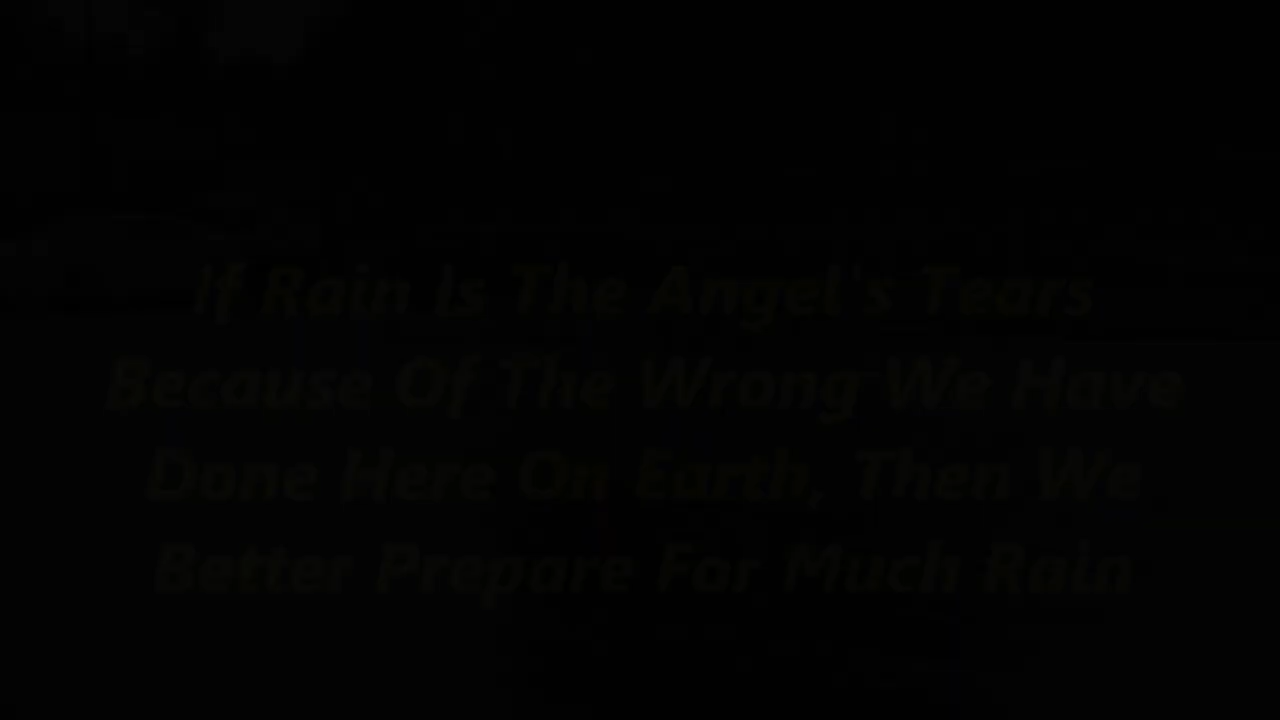 If Rain Is The Angel's Tears
Because Of The Wrong We Have
Done Here On Earth, Then We
Better Prepare For Much Rain